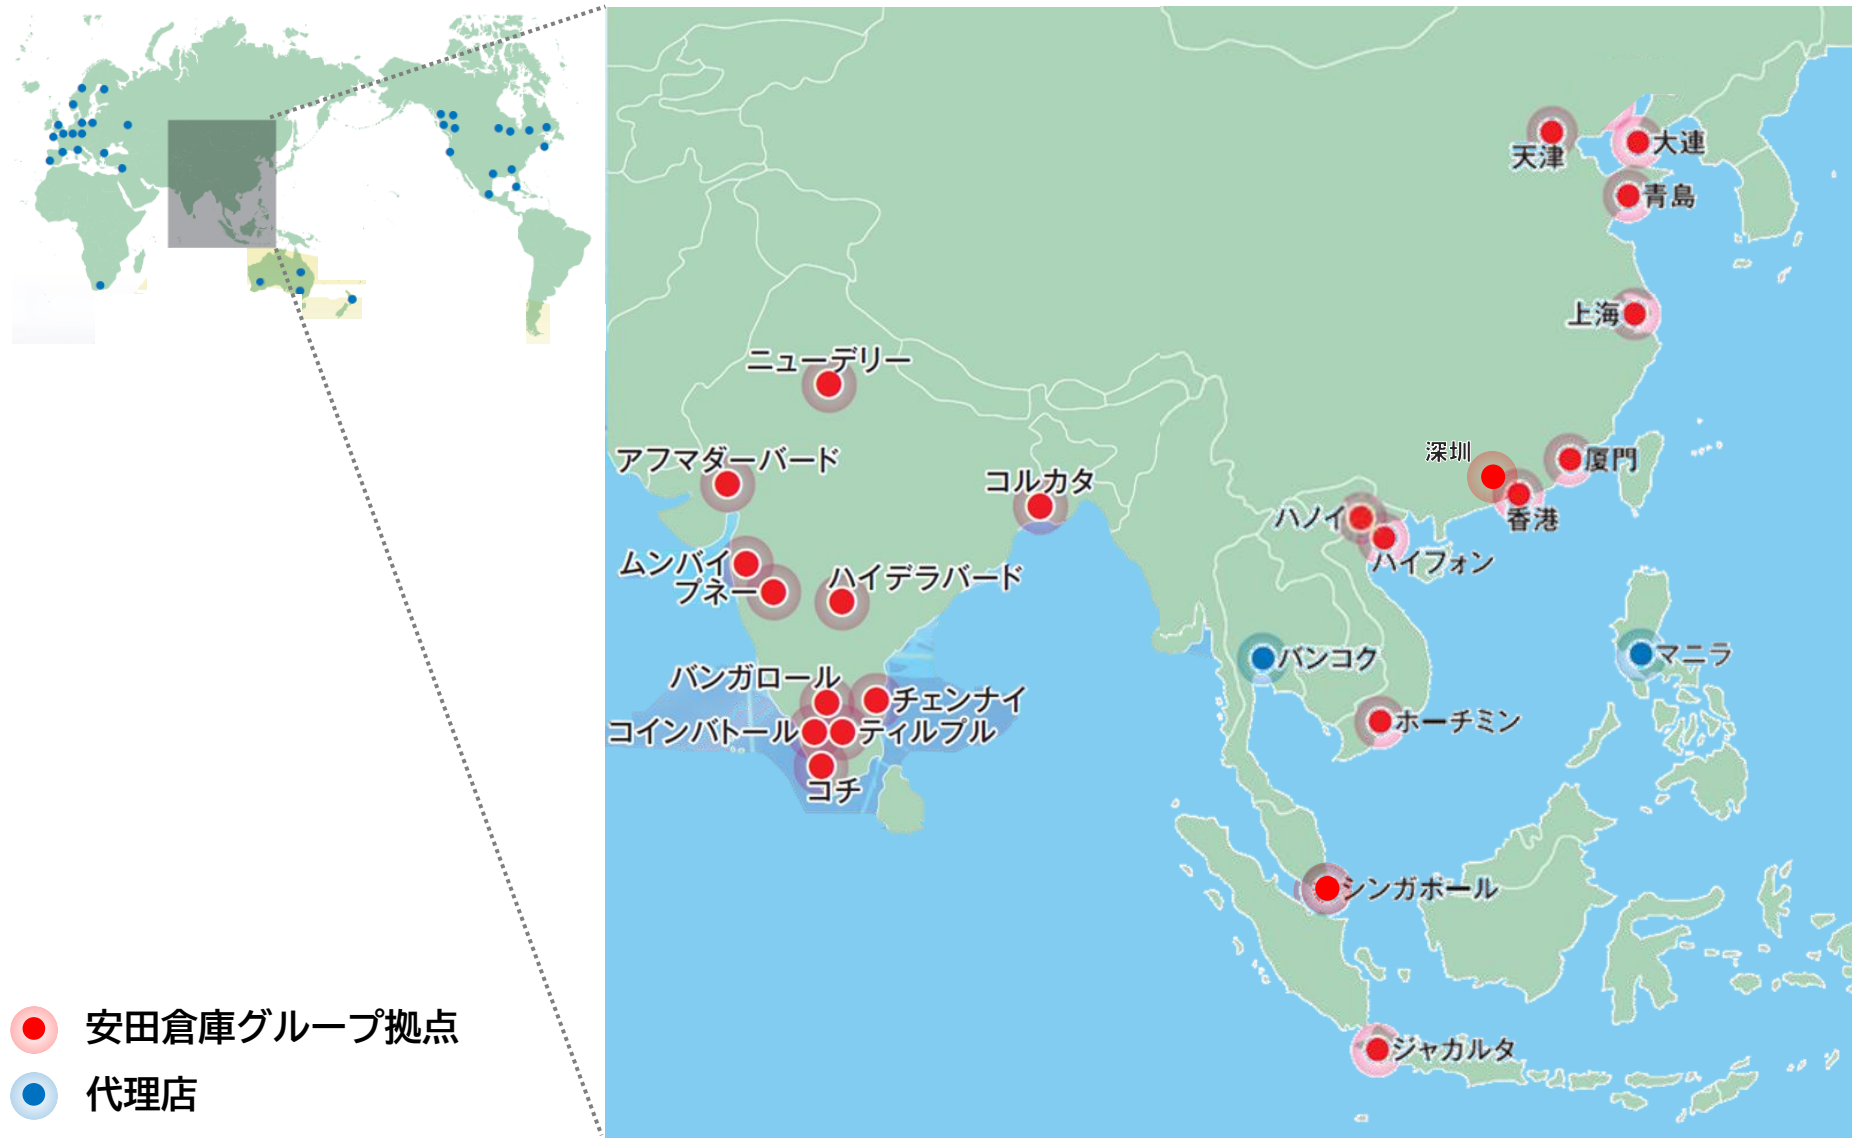 天津
大連
青島
上海
ニューデリー
アフマダーバード
コルカタ
深圳
厦門
香港
ハノイ
ハイフォン
ムンバイ
プネー
ハイデラバード
バンコク
マニラ
バンガロール
チェンナイ
コインバトール
ティルプル
ホーチミン
コチ
シンガポール
ジャカルタ
安田倉庫グループ拠点
代理店